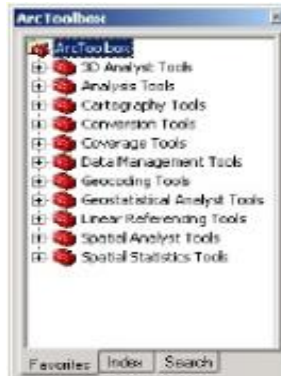 ArcToolbox
ArcToolbox
3D Analyst Tools
Analysis Tools
Cartography Tools
Conversion Tools
Coverage Tools
Data Management Tools
Geocoding Tools
Geostatistical Analyst Tools
Linear Referencing Tools
Spatial Analyst Tools
Spatial Statistics Tools
Favorites Index Search